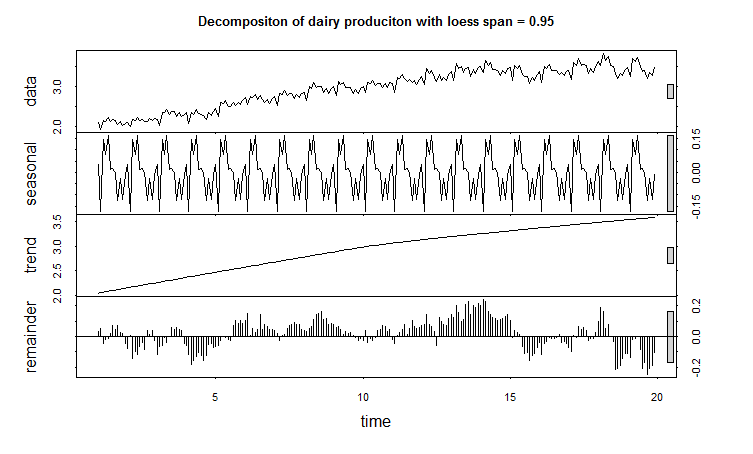 Decompositon of dairy produciton with loess span = 0.95
data
2.0 3.0
seasonal
-0.15 0.00 0.15
trend
2.0 2.5 3.0 3.5
remainder
-0.2 0.0 0.2
5 10 15 20
time